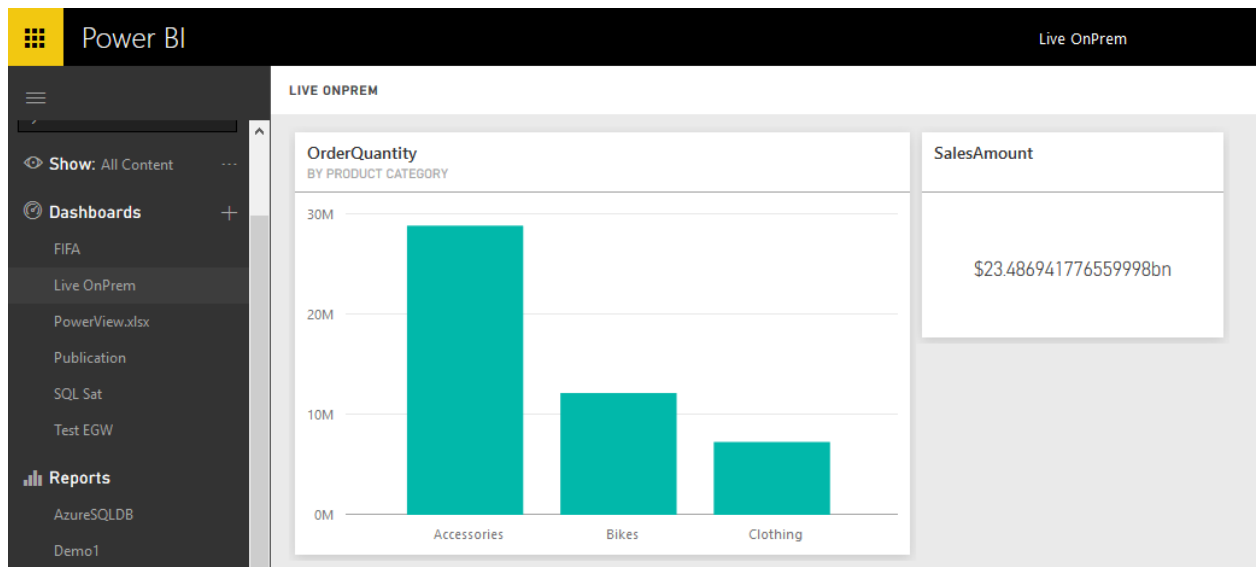 Power BI
Live OnPrem
LIVE ONPREM
Show: All Content
Dashboards
FIFA
Live OnPrem
PowerView.xlsx
Publication
SQL Sat
Test EGW
Reports
AzureSQLDB
Demo1
OrderQuantity
BY PRODUCT CATEGORY
30M
20M
10M
0M
Accessories Bikes Clothing
SalesAmount
$23.486941776559998bn